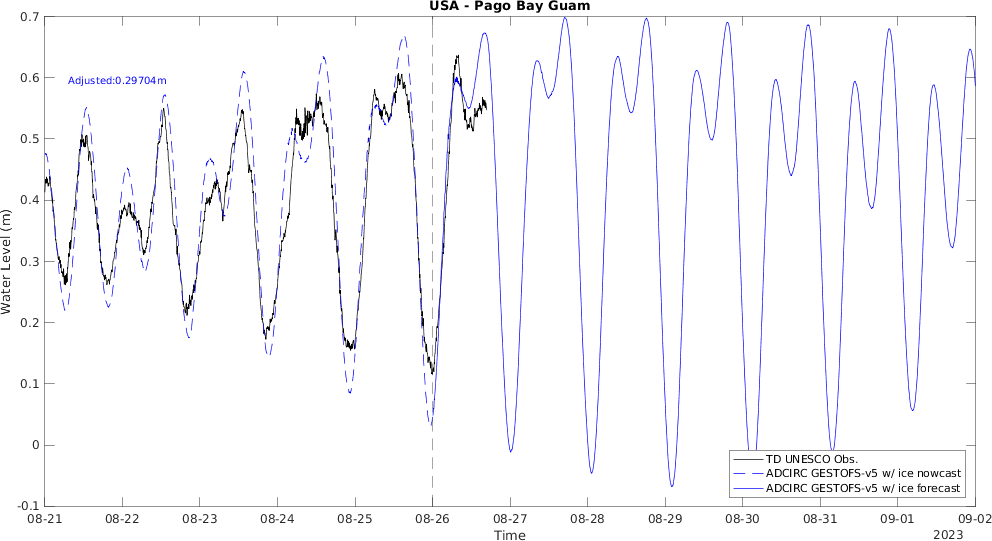 USA - Pago Bay Guam
0.7
0.6
0.5
0.4
0.3
0.2
0.1
0
-0.1
Water Level (m)
Adjusted:0.29704m
TD UNESCO Obs.
ADCIRC GESTOFS-v5 w/ ice nowcast
ADCIRC GESTOFS-v5 w/ ice forecast
08-21 08-22 08-23 08-24 08-25 08-26 08-27 08-28 08-29 08-30 08-31 09-01 09-02
Time
2023